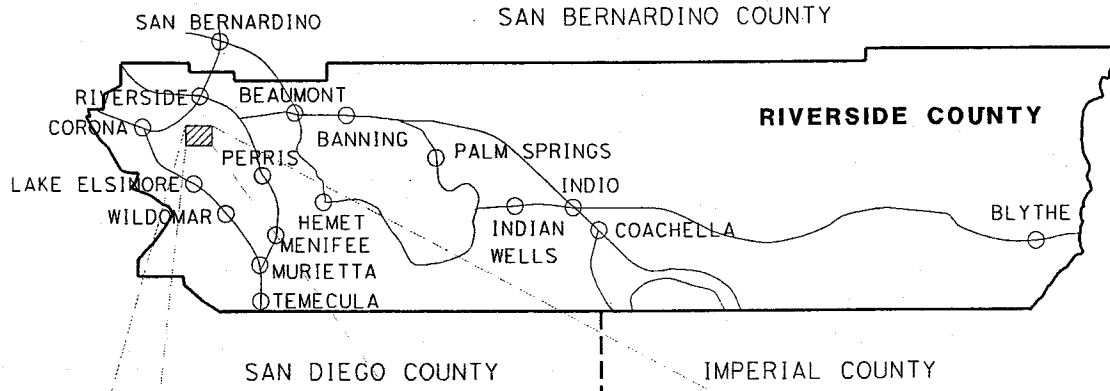 SAN BERNARDINO COUNTY
SAN BERNARDINO
RIVERSIDE
BEAUMONT
RIVERSIDE COUNTY
CORONA
BANNING
PERRIS
PALM SPRINGS
LAKE ELSIMORE
INDIO
WILDOMAR
HEMET
INDIAN
WELLS
COACHELLA
BLYTHE
MENIFEE
MURIETTA
TEMECULA
SAN DIEGO COUNTY
IMPERIAL COUNTY